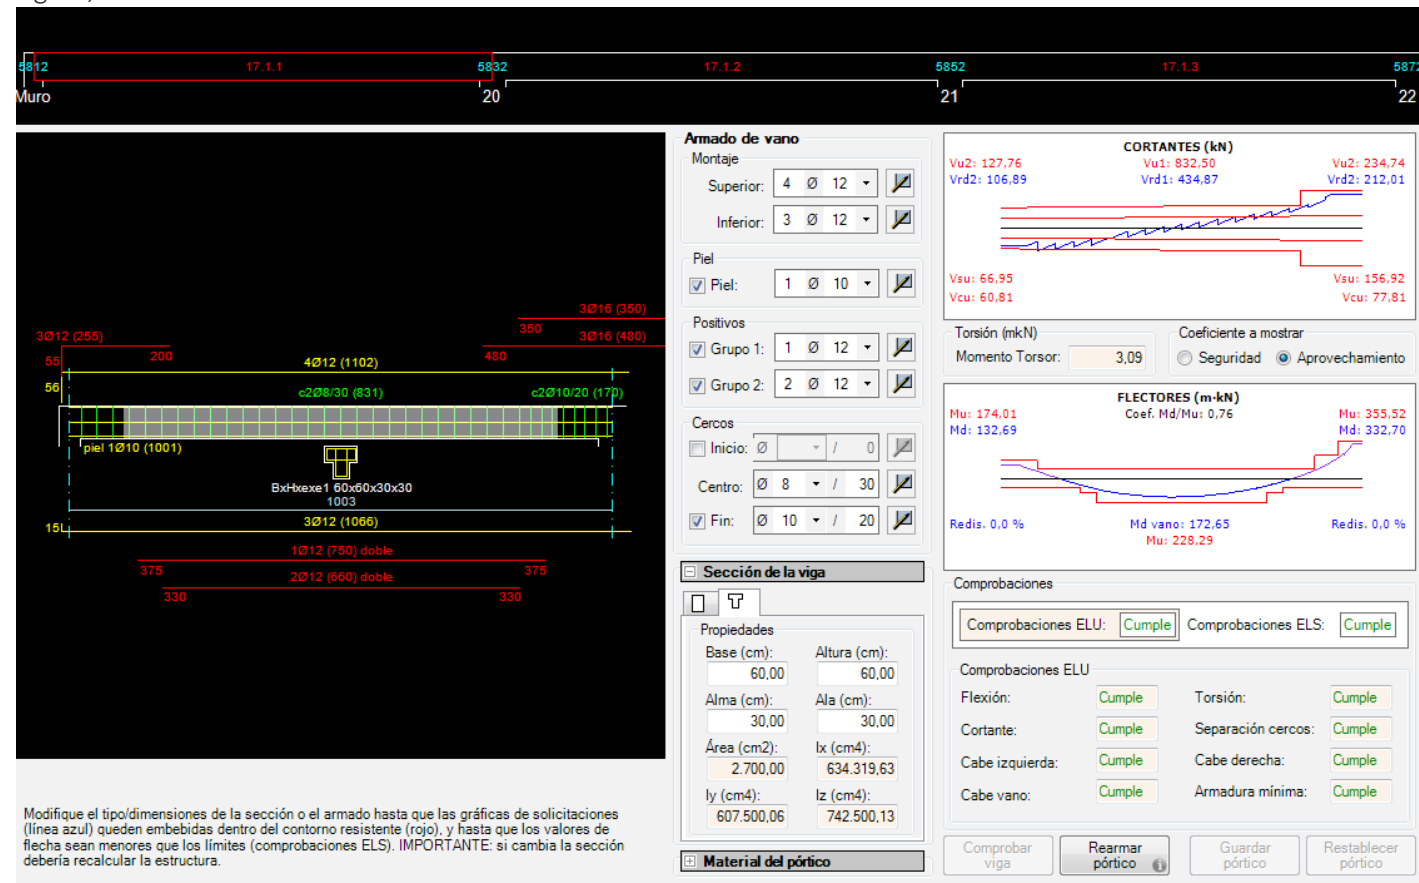 5812 17.1.1 5832 17.1.2 5852 17.1.3 587
Muro 20 21 22
3Ø12 (255)
55 200
3Ø16 (350)
350 3Ø16 (480)
480
4Ø12 (1102)
56 c2Ø8/30 (831) c2Ø10/20 (170)
piel 1Ø10 (1001)
BxHxexe1 60x60x30x30
1003
15 3Ø12 (1066)
1Ø12 (750) doble
375 375
2Ø12 (660) doble
330 330
Modifique el tipo/dimensiones de la sección o el armado hasta que las gráficas de solicitaciones
(línea azul) queden embebidas dentro del contorno resistente (rojo), y hasta que los valores de
flecha sean menores que los límites (comprobaciones ELS). IMPORTANTE: si cambia la sección
debería recalcular la estructura.
Armado de vano
Montaje
Superior: 4 Ø 12
Inferior: 3 Ø 12
Piel
Piel: 1 Ø 10
Positivos
Grupo 1: 1 Ø 12
Grupo 2: 2 Ø 12
Cercos
Inicio: Ø / 0
Centro: Ø 8 / 30
Fin: Ø 10 / 20
Sección de la viga
Propiedades
Base (cm): Altura (cm):
60,00 60,00
Alma (cm): Ala (cm):
30,00 30,00
Área (cm2): Ix (cm4):
2.700,00 634.319,63
Iy (cm4): Iz (cm4):
607.500,06 742.500,13
Material del pórtico
CORTANTES (kN)
Vu2: 127,76 Vu1: 832,50 Vu2: 234,74
Vrd2: 106,89 Vrd1: 434,87 Vrd2: 212,01
Vsu: 66,95 Vsu: 156,92
Vcu: 60,81 Vcu: 77,81
Torsión (mkN) Coeficiente a mostrar
Momento Torsor: 3,09 Seguridad Aprovechamiento
FLECTORES (m·kN)
Mu: 174,01 Coef. Md/Mu: 0,76 Mu: 355,52
Md: 132,69 Md: 332,70
Redis. 0,0 % Md vano: 172,65 Redis. 0,0 %
Mu: 228,29
Comprobaciones
Comprobaciones ELU: Cumple Comprobaciones ELS: Cumple
Comprobaciones ELU
Flexión: Cumple Torsión: Cumple
Cortante: Cumple Separación cercos: Cumple
Cabe izquierda: Cumple Cabe derecha: Cumple
Cabe vano: Cumple Armadura mínima: Cumple
Comprobar viga Rearmar pórtico Guardar pórtico Restablecer pórtico